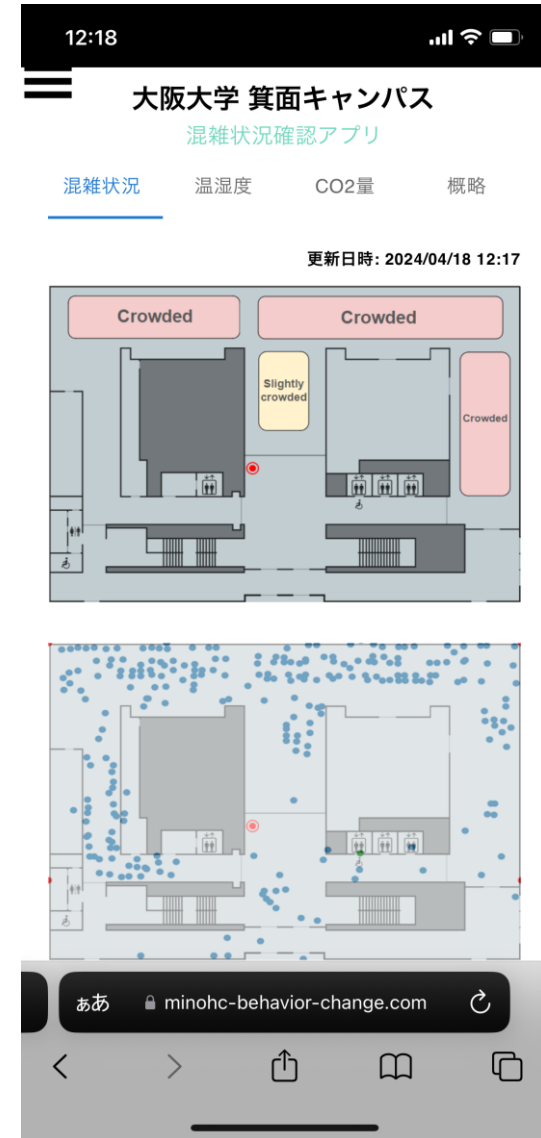 12:18
大阪大学 箕面キャンパス
混雑状況確認アプリ
混雑状況 温湿度 CO2量 概略
更新日時: 2024/04/18 12:17
Crowded Crowded
Slightly
crowded
Crowded
ぁあ minohc-behavior-change.com